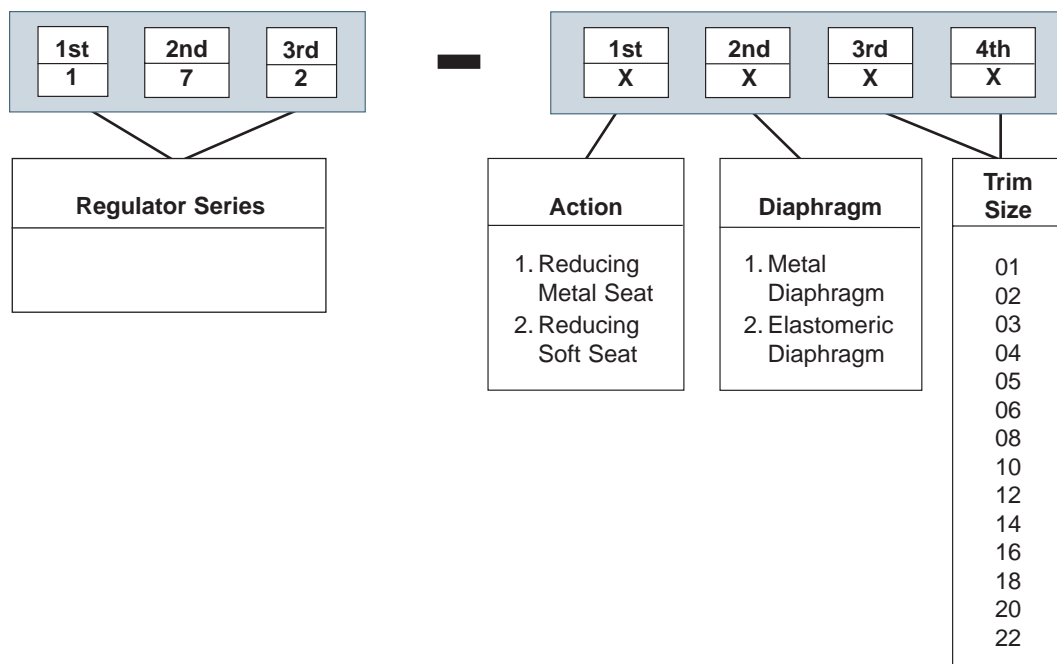 1st 2nd 3rd
1 7 2
1st 2nd 3rd 4th
X X X X
Regulator Series
Action
1. Reducing
Metal Seat
2. Reducing
Soft Seat
Diaphragm
1. Metal
Diaphragm
2. Elastomeric
Diaphragm
Trim
Size
01
02
03
04
05
06
08
10
12
14
16
18
20
22